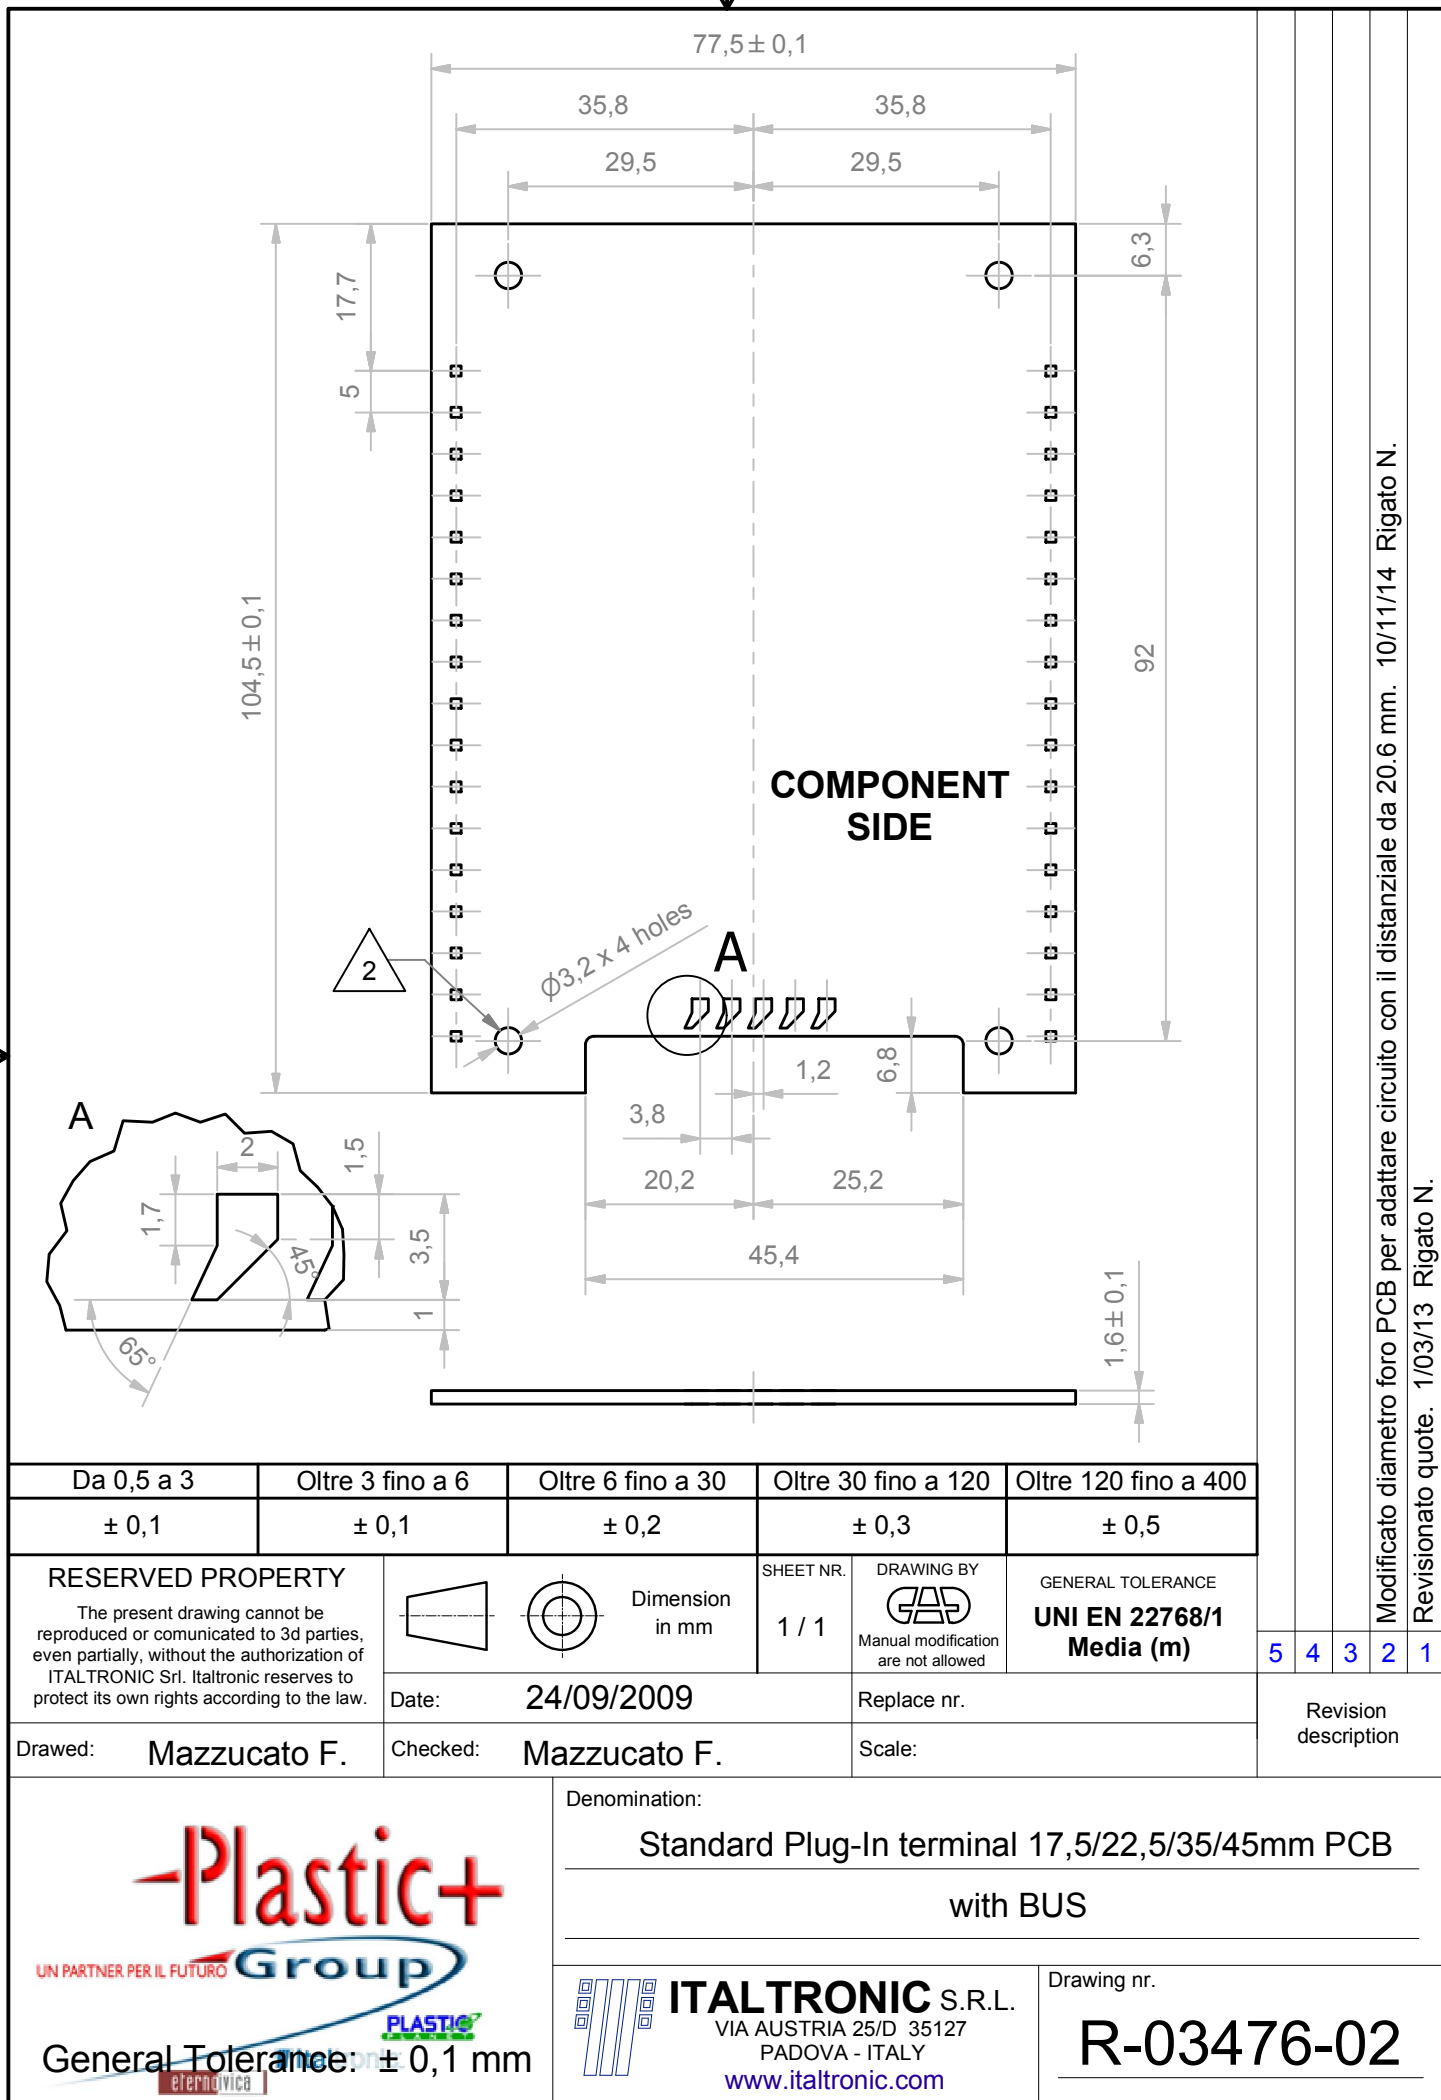 77,5 ± 0,1
35,8
35,8
29,5
29,5
6,3
17,7
5
104,5 ± 0,1
92
COMPONENT
SIDE
Ø3,2 x 4 holes
2
A
1,2
6,8
3,8
20,2
25,2
45,4
A
2
1,5
1,7
3,5
45°
1
65°
1,6 ± 0,1
Modificato diametro foro PCB per adattare circuito con il distanziale da 20.6 mm. 10/11/14 Rigato N.
Revisionato quote. 1/03/13 Rigato N.
5 4 3 2 1
Revision
description
Da 0,5 a 3
Oltre 3 fino a 6
Oltre 6 fino a 30
Oltre 30 fino a 120
Oltre 120 fino a 400
± 0,1
± 0,1
± 0,2
± 0,3
± 0,5
RESERVED PROPERTY
The present drawing cannot be
reproduced or comunicated to 3d parties,
even partially, without the authorization of
ITALTRONIC Srl. Italtronic reserves to
protect its own rights according to the law.
Dimension
in mm
SHEET NR.
1 / 1
DRAWING BY
CAD
Manual modification
are not allowed
GENERAL TOLERANCE
UNI EN 22768/1
Media (m)
Date: 24/09/2009
Replace nr.
Drawed: Mazzucato F.
Checked: Mazzucato F.
Scale:
Plastic+
Group
UN PARTNER PER IL FUTURO
PLASTIC
PLANET
italtronic
eternoivica
General Tolerance: ± 0,1 mm
Denomination:
Standard Plug-In terminal 17,5/22,5/35/45mm PCB
with BUS
ITALTRONIC S.R.L.
VIA AUSTRIA 25/D 35127
PADOVA - ITALY
www.italtronic.com
Drawing nr.
R-03476-02